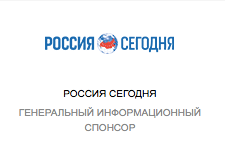 РОССИЯ СЕГОДНЯ
РОССИЯ СЕГОДНЯ
ГЕНЕРАЛЬНЫЙ ИНФОРМАЦИОННЫЙ
СПОНСОР